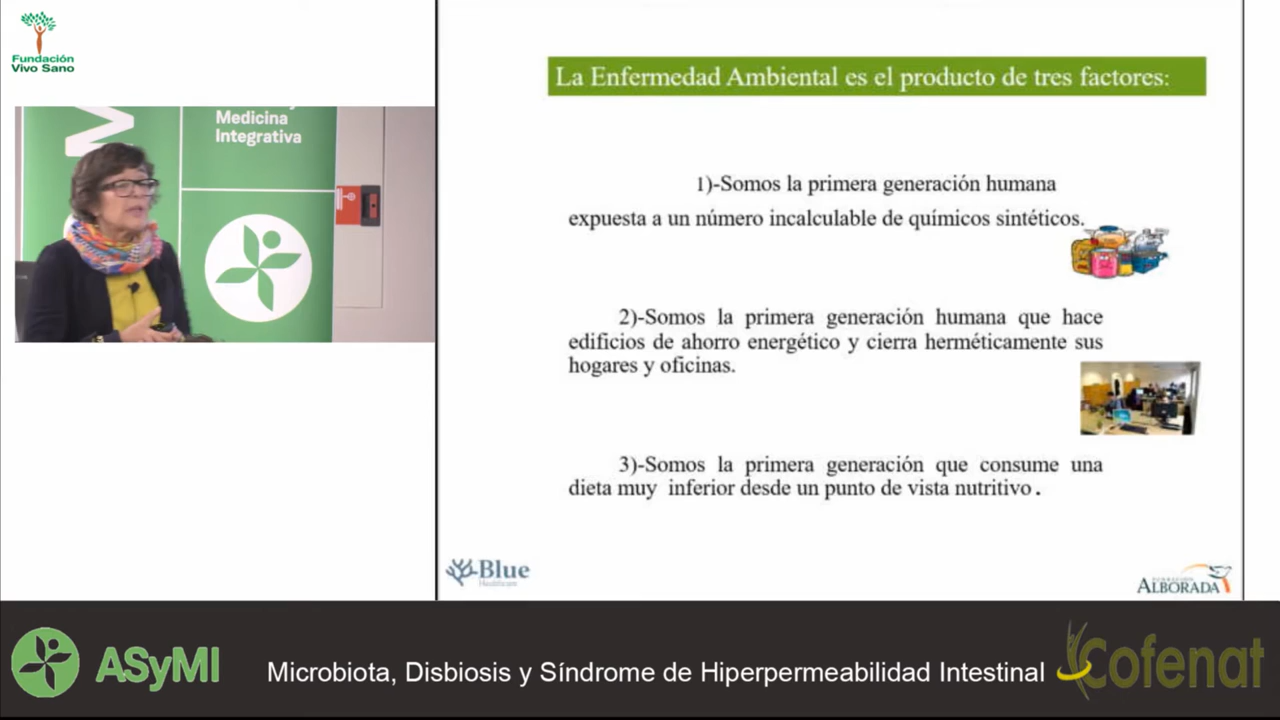 Fundación
Vivo Sano
Medicina
Integrativa
La Enfermedad Ambiental es el producto de tres factores:
1)-Somos la primera generación humana
expuesta a un número incalculable de químicos sintéticos.
2)-Somos la primera generación humana que hace
edificios de ahorro energético y cierra herméticamente sus
hogares y oficinas.
3)-Somos la primera generación que consume una
dieta muy inferior desde un punto de vista nutritivo.
Blue
Healthcare
FUNDACIÓN
ALBORADA
ASyMI
Microbiota, Disbiosis y Síndrome de Hiperpermeabilidad Intestinal
Cofenat